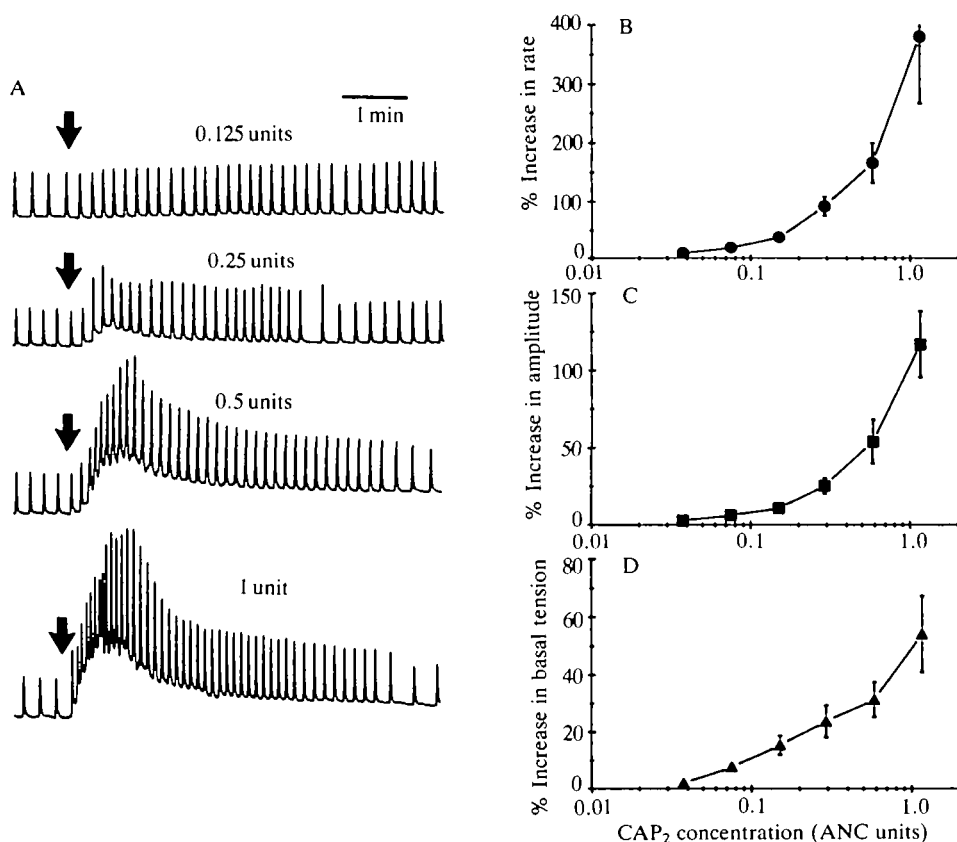 A
1 min
0.125 units
0.25 units
0.5 units
1 unit
B
% Increase in rate
400
300
200
100
0
0.01
0.1
1.0
C
% Increase in amplitude
150
100
50
0
0.01
0.1
1.0
D
% Increase in basal tension
80
60
40
20
0
0.01
0.1
1.0
CAP₂ concentration (ANC units)